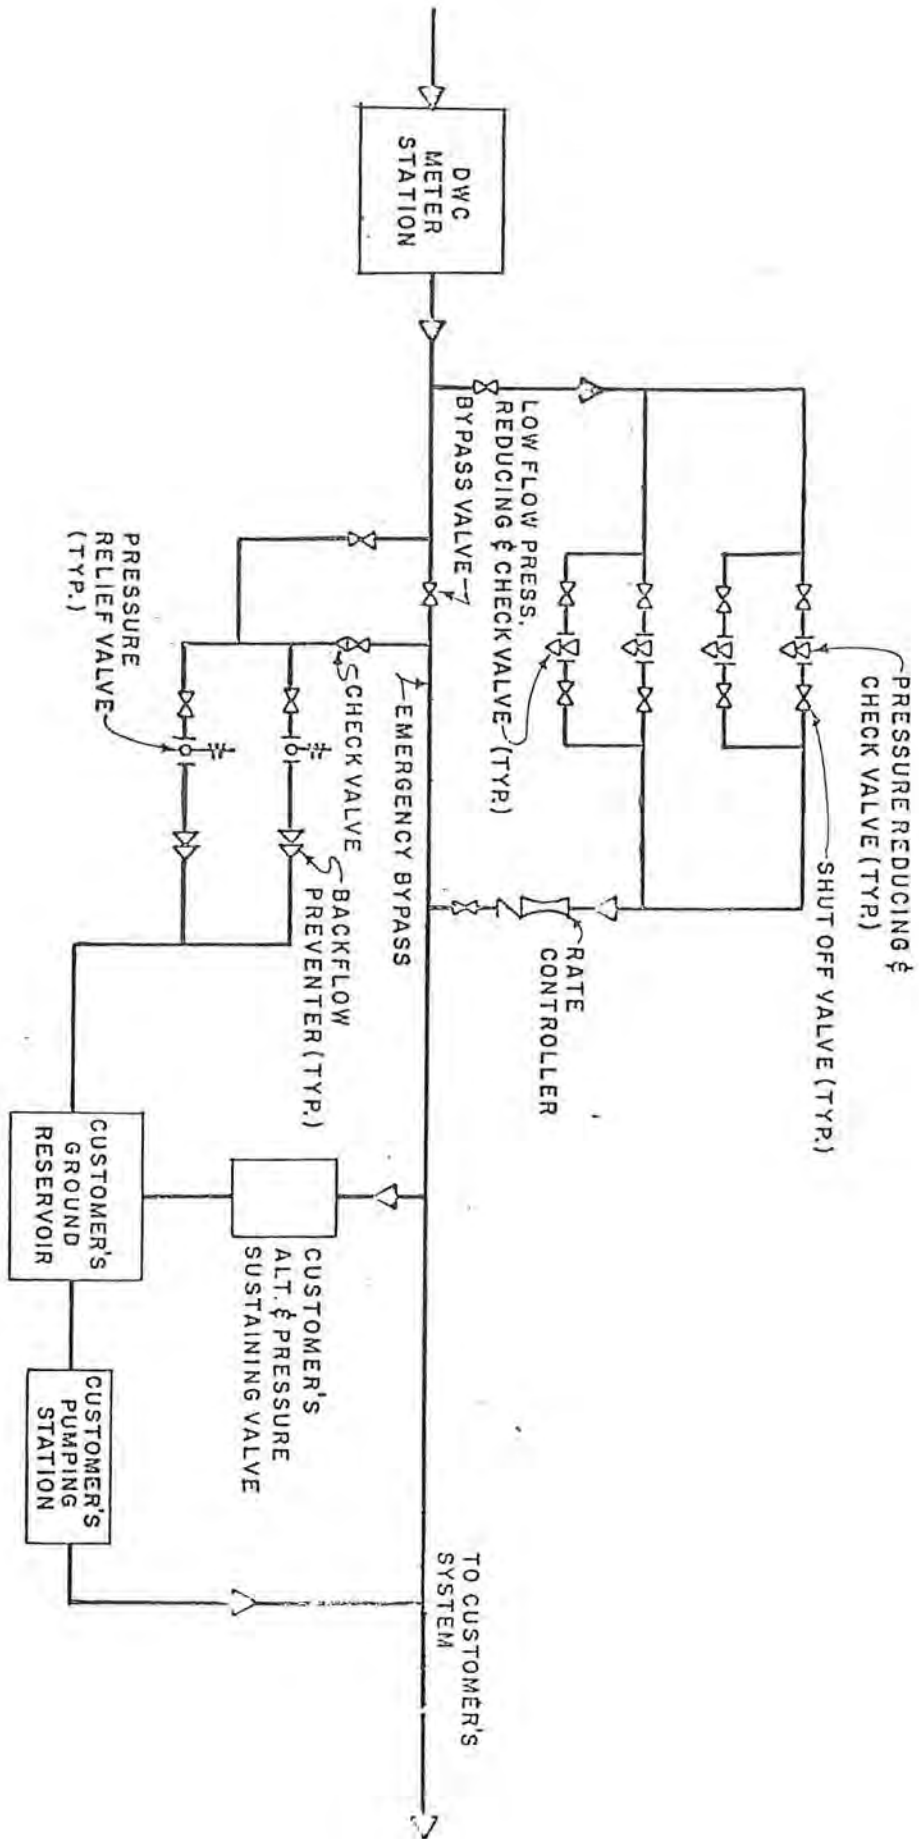 DWC
METER
STATION
PRESSURE REDUCING &
CHECK VALVE (TYP.)
SHUT OFF VALVE (TYP.)
LOW FLOW PRESS.
REDUCING & CHECK VALVE (TYP.)
BYPASS VALVE
RATE
CONTROLLER
EMERGENCY BYPASS
CHECK VALVE
BACKFLOW
PREVENTER (TYP.)
PRESSURE
RELIEF VALVE
(TYP.)
CUSTOMER'S
ALT. & PRESSURE
SUSTAINING VALVE
CUSTOMER'S
GROUND
RESERVOIR
CUSTOMER'S
PUMPING
STATION
TO CUSTOMER'S
SYSTEM